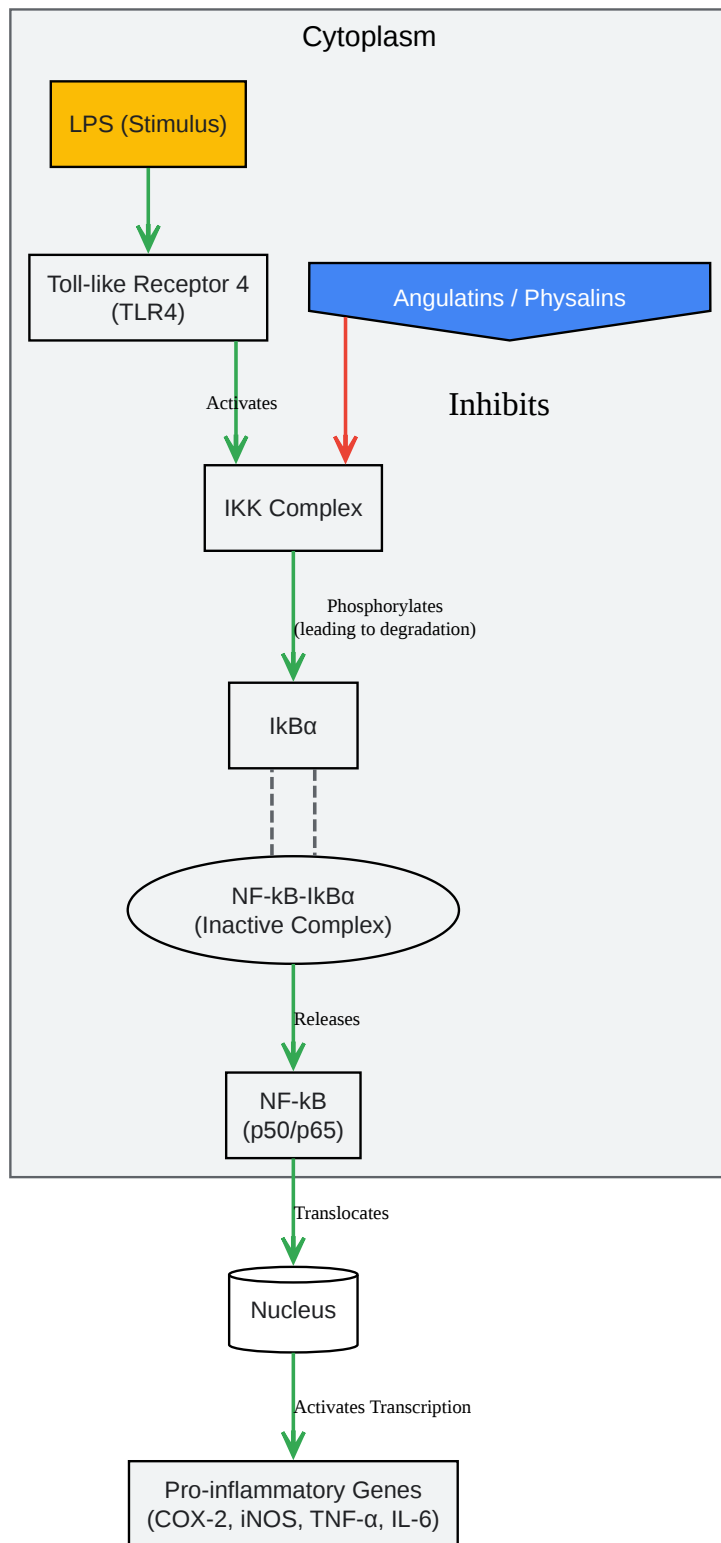 Cytoplasm
LPS (Stimulus)
Toll-like Receptor 4
(TLR4)
Angulatins / Physalins
Activates
Inhibits
IKK Complex
Phosphorylates
(leading to degradation)
IkBα
NF-kB-IkBα
(Inactive Complex)
Releases
NF-kB
(p50/p65)
Translocates
Nucleus
Activates Transcription
Pro-inflammatory Genes
(COX-2, iNOS, TNF-α, IL-6)